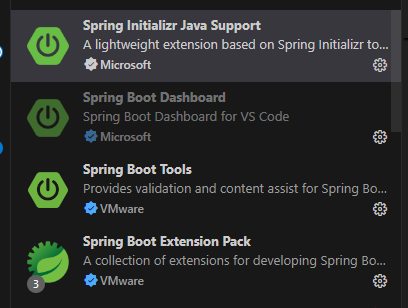 Spring Initializr Java Support
A lightweight extension based on Spring Initializr to...
Microsoft
Spring Boot Dashboard
Spring Boot Dashboard for VS Code
Microsoft
Spring Boot Tools
Provides validation and content assist for Spring Bo...
VMware
Spring Boot Extension Pack
A collection of extensions for developing Spring Bo...
3
VMware